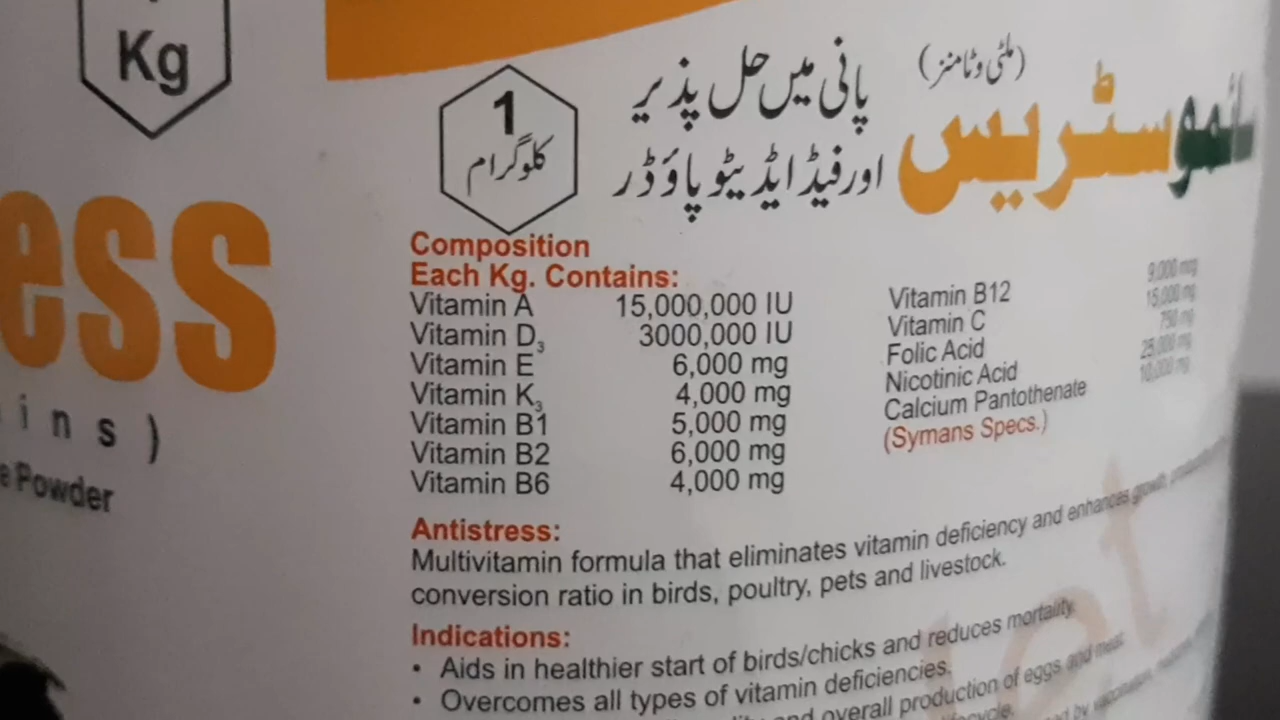 Kg
1
کلوگرام
(ملٹی وٹامنز)
پانی میں حل پذیر
اور فیڈ ایڈیٹو پاؤڈر
سٹریس
ess
ins)
Powder
Composition
Each Kg. Contains:
Vitamin A 15,000,000 IU
Vitamin D3 3000,000 IU
Vitamin E 6,000 mg
Vitamin K3 4,000 mg
Vitamin B1 5,000 mg
Vitamin B2 6,000 mg
Vitamin B6 4,000 mg
Vitamin B12 9,000 mg
Vitamin C 15,000 mg
Folic Acid 750 mg
Nicotinic Acid 25,000 mg
Calcium Pantothenate 10,000 mg
(Symans Specs.)
Antistress:
Multivitamin formula that eliminates vitamin deficiency and enhances growth,
conversion ratio in birds, poultry, pets and livestock.
Indications:
• Aids in healthier start of birds/chicks and reduces mortality.
• Overcomes all types of vitamin deficiencies.
and overall production of eggs and meat.
lifecycle.
by vaccination,